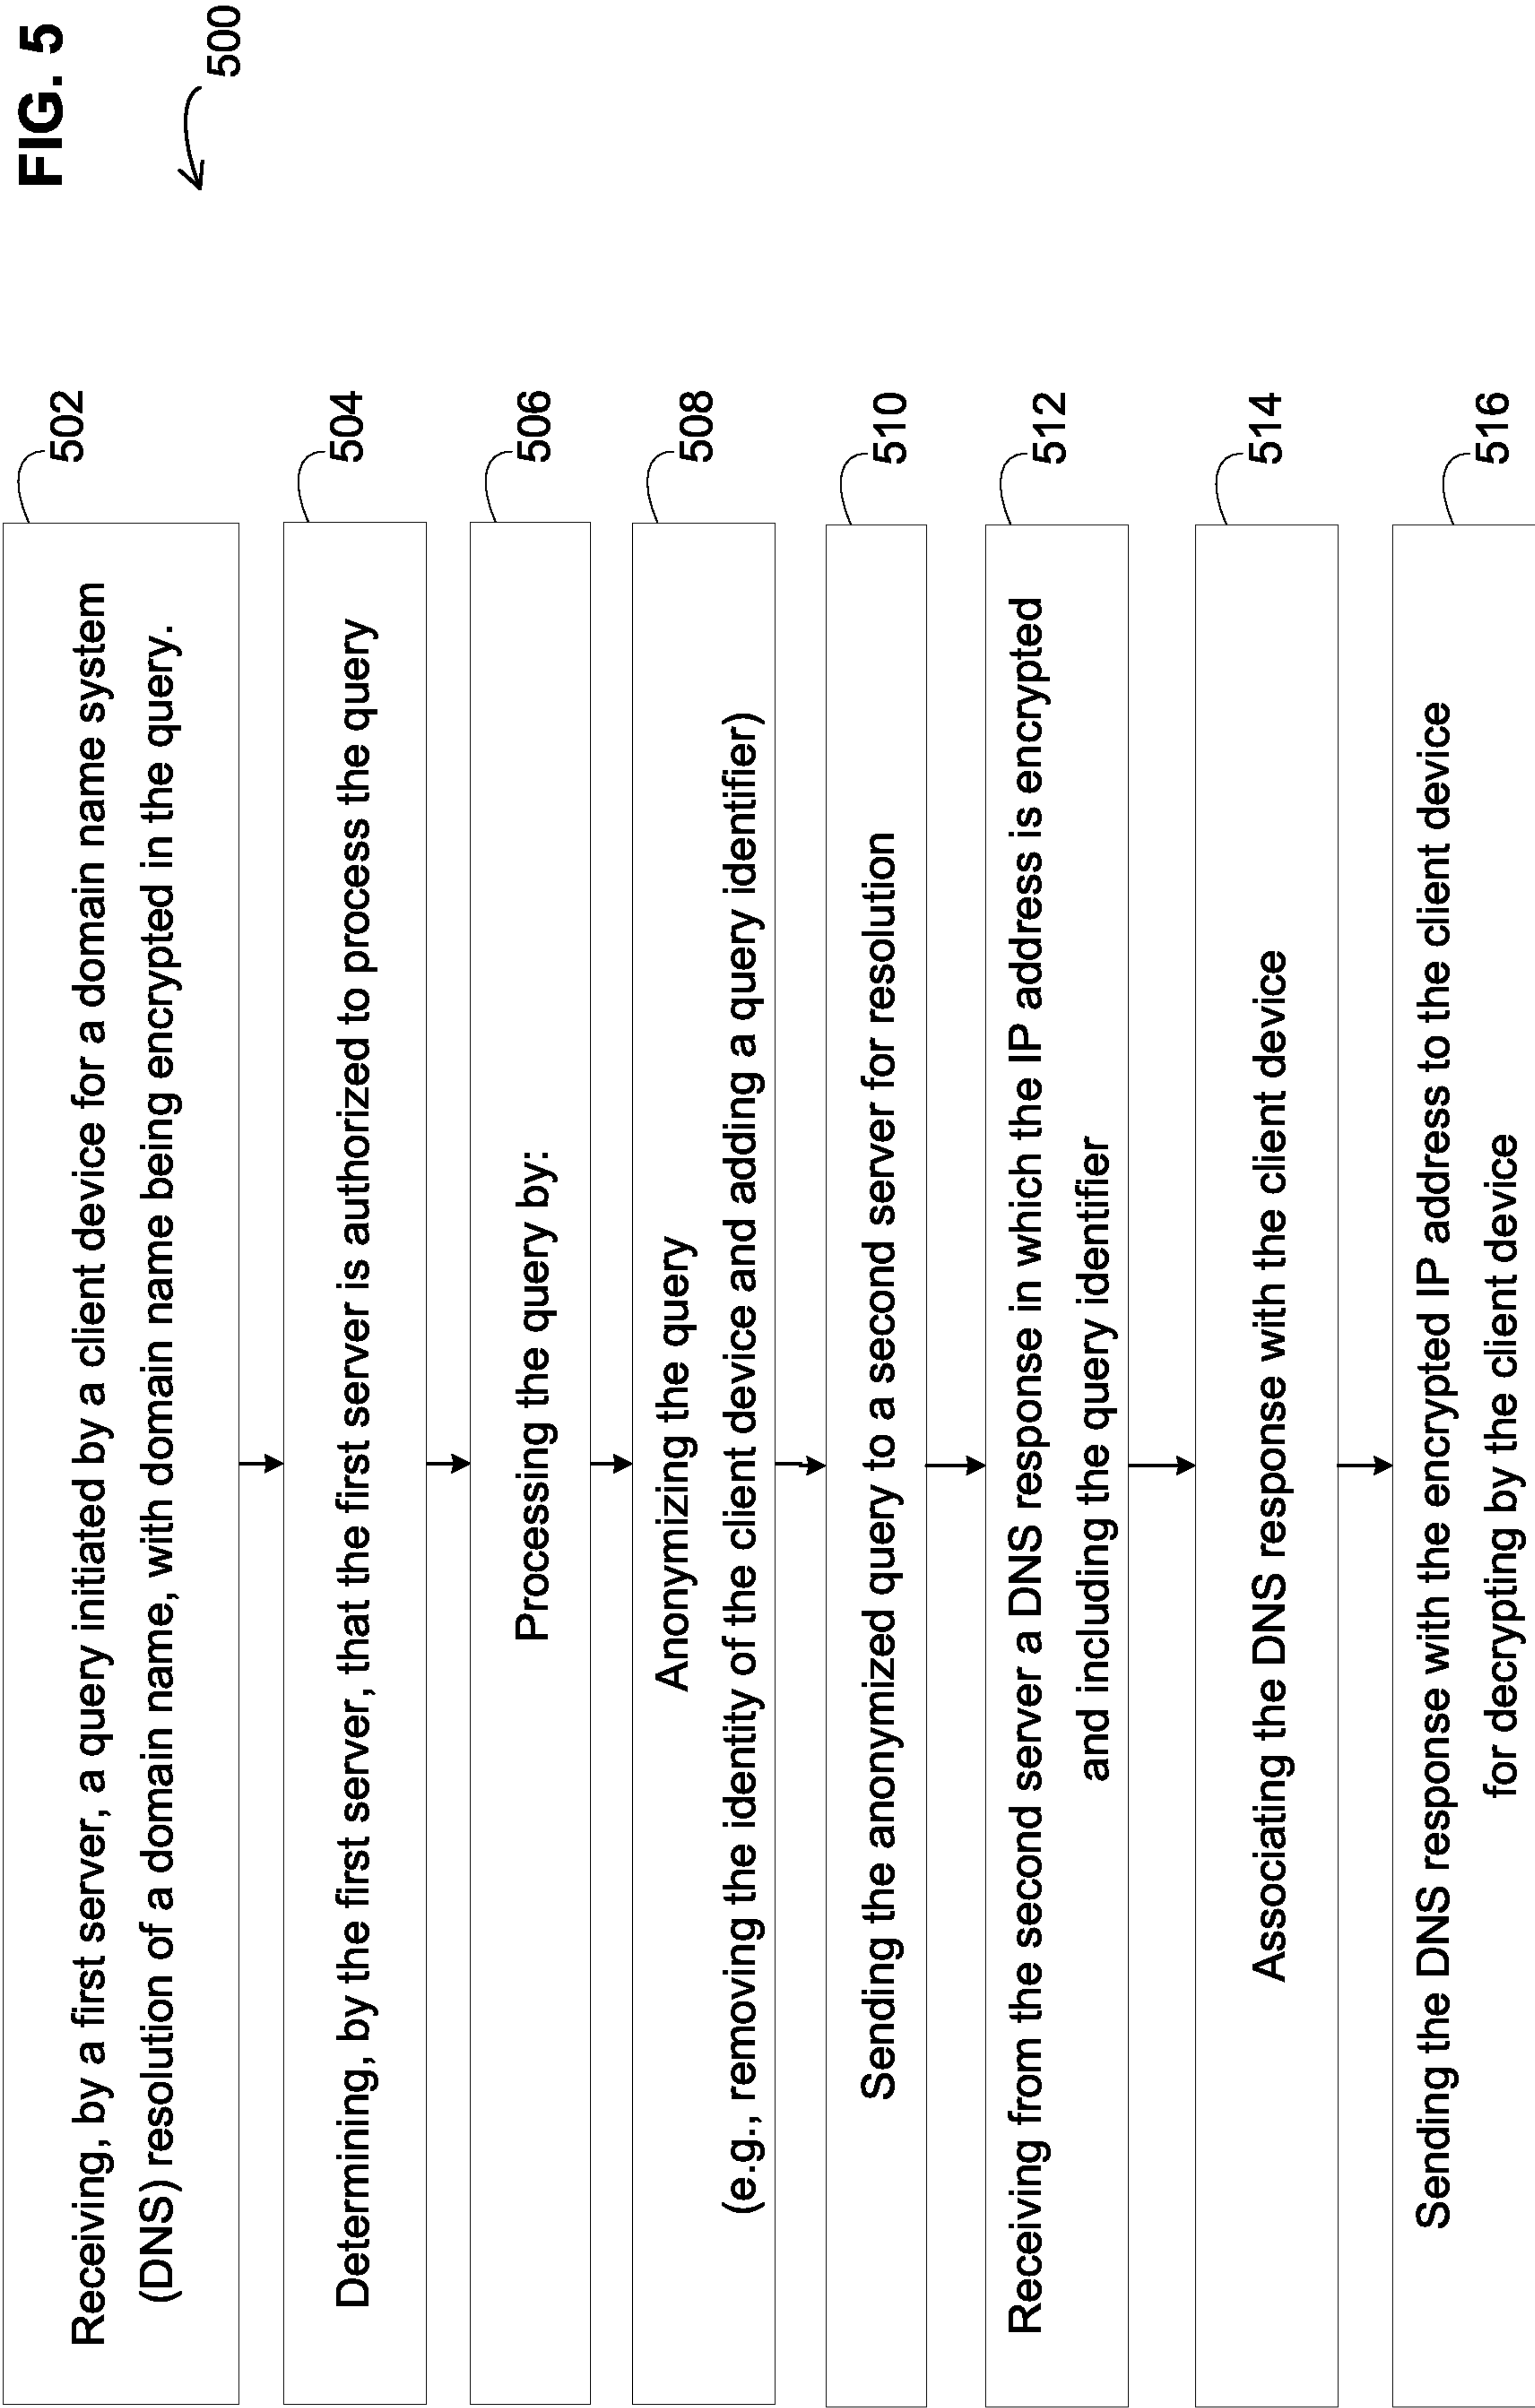 FIG. 5
500
502
Receiving, by a first server, a query initiated by a client device for a domain name system
(DNS) resolution of a domain name, with domain name being encrypted in the query.
504
Determining, by the first server, that the first server is authorized to process the query
506
Processing the query by:
508
Anonymizing the query
(e.g., removing the identity of the client device and adding a query identifier)
510
Sending the anonymized query to a second server for resolution
512
Receiving from the second server a DNS response in which the IP address is encrypted
and including the query identifier
514
Associating the DNS response with the client device
516
Sending the DNS response with the encrypted IP address to the client device
for decrypting by the client device